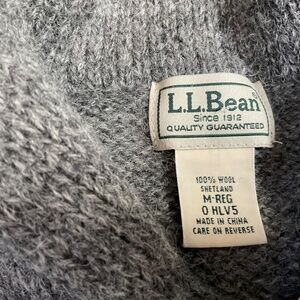 L.L.Bean
Since 1912
QUALITY GUARANTEED
100% WOOL
SHETLAND
M-REG
0 HLV5
MADE IN CHINA
CARE ON REVERSE